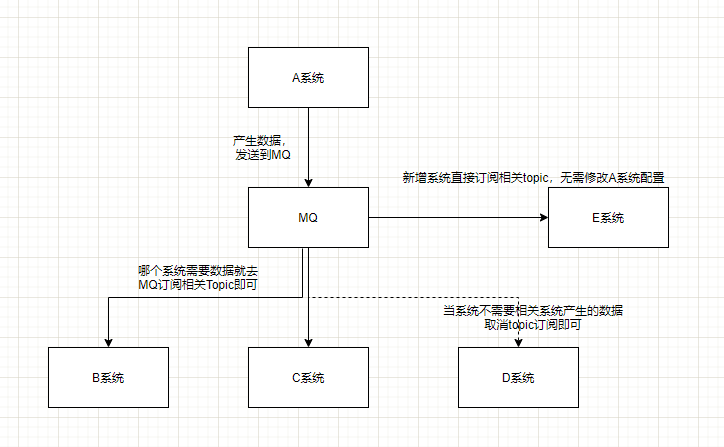 A系统
产生数据，
发送到MQ
新增系统直接订阅相关topic，无需修改A系统配置
MQ
E系统
哪个系统需要数据就去
MQ订阅相关Topic即可
当系统不需要相关系统产生的数据
取消topic订阅即可
B系统
C系统
D系统